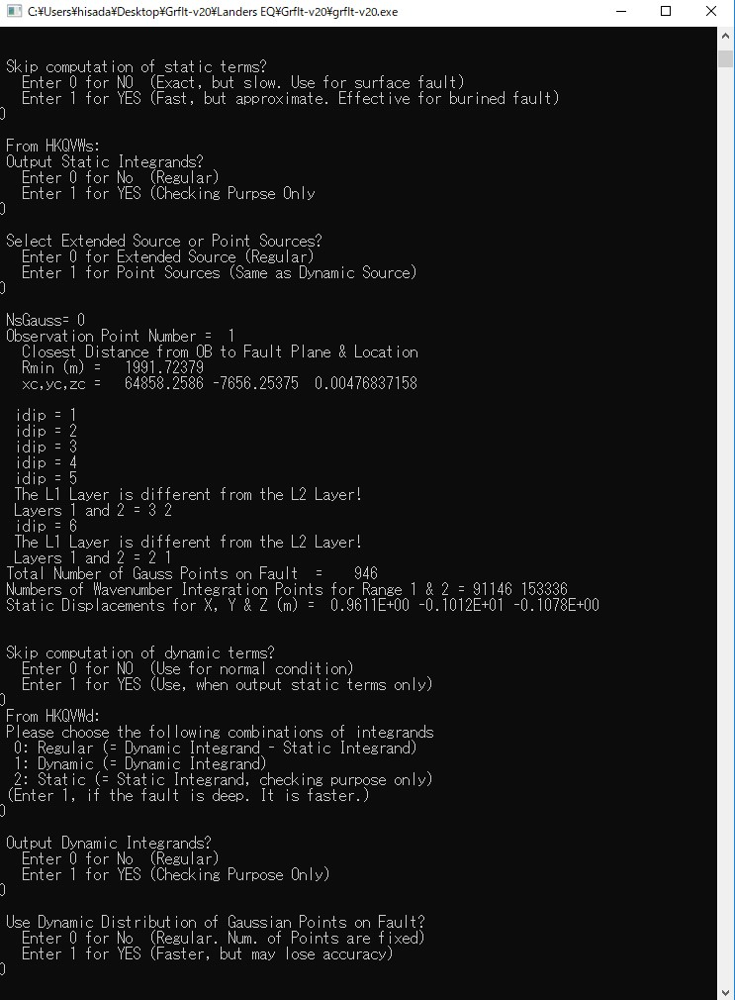 C:¥Users¥hisada¥Desktop¥Grflt-v20¥Landers EQ¥Grflt-v20¥grflt-v20.exe
Skip computation of static terms?
Enter 0 for NO (Exact, but slow. Use for surface fault)
Enter 1 for YES (Fast, but approximate. Effective for burined fault)
0
From HKQVWs:
Output Static Integrands?
Enter 0 for No (Regular)
Enter 1 for YES (Checking Purpse Only
0
Select Extended Source or Point Sources?
Enter 0 for Extended Source (Regular)
Enter 1 for Point Sources (Same as Dynamic Source)
0
NsGauss= 0
Observation Point Number = 1
Closest Distance from OB to Fault Plane & Location
Rmin (m) = 1991.72379
xc,yc,zc = 64858.2586 -7656.25375 0.00476837158
idip = 1
idip = 2
idip = 3
idip = 4
idip = 5
The L1 Layer is different from the L2 Layer!
Layers 1 and 2 = 3 2
idip = 6
The L1 Layer is different from the L2 Layer!
Layers 1 and 2 = 2 1
Total Number of Gauss Points on Fault = 946
Numbers of Wavenumber Integration Points for Range 1 & 2 = 91146 153336
Static Displacements for X, Y & Z (m) = 0.9611E+00 -0.1012E+01 -0.1078E+00
Skip computation of dynamic terms?
Enter 0 for NO (Use for normal condition)
Enter 1 for YES (Use, when output static terms only)
0
From HKQVWd:
Please choose the following combinations of integrands
0: Regular (= Dynamic Integrand - Static Integrand)
1: Dynamic (= Dynamic Integrand)
2: Static (= Static Integrand, checking purpose only)
(Enter 1, if the fault is deep. It is faster.)
0
Output Dynamic Integrands?
Enter 0 for No (Regular)
Enter 1 for YES (Checking Purpose Only)
0
Use Dynamic Distribution of Gaussian Points on Fault?
Enter 0 for No (Regular. Num. of Points are fixed)
Enter 1 for YES (Faster, but may lose accuracy)
0